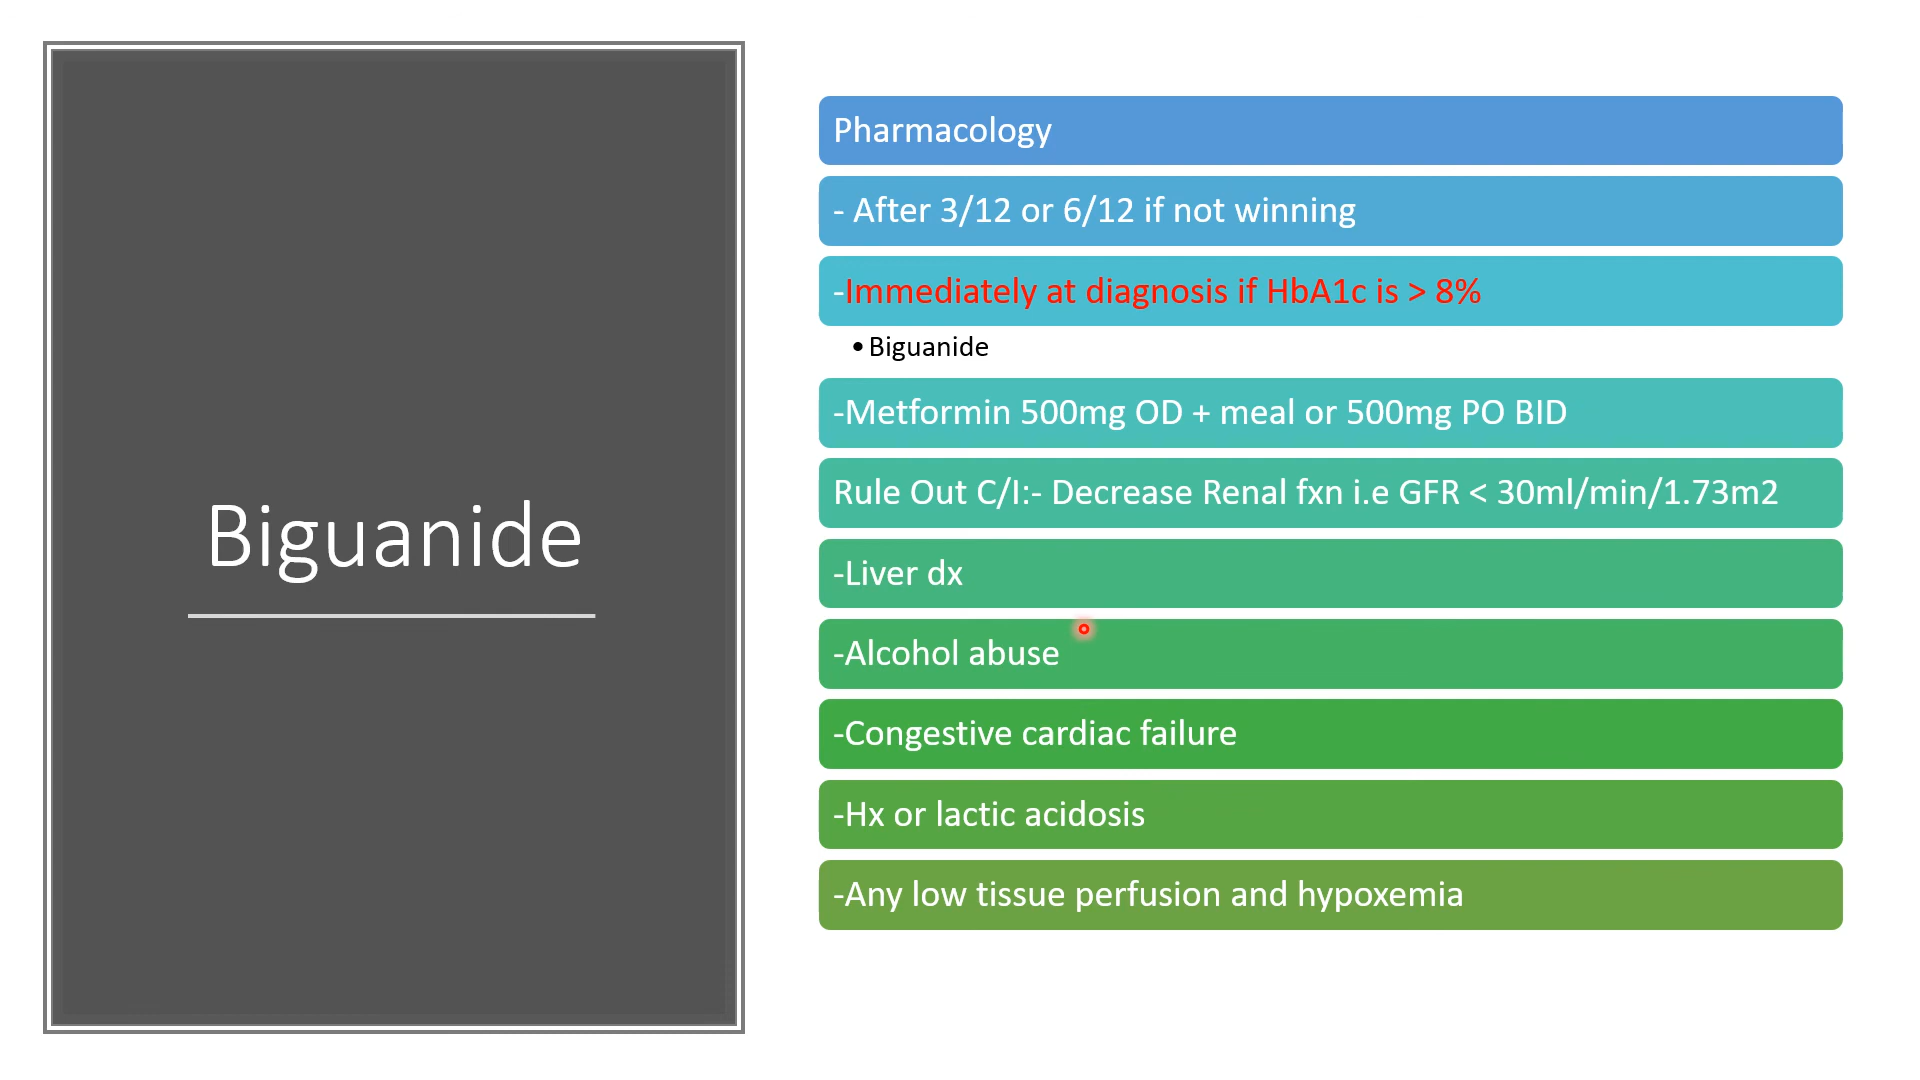 Biguanide
Pharmacology
- After 3/12 or 6/12 if not winning
-Immediately at diagnosis if HbA1c is > 8%
• Biguanide
-Metformin 500mg OD + meal or 500mg PO BID
Rule Out C/I:- Decrease Renal fxn i.e GFR < 30ml/min/1.73m2
-Liver dx
-Alcohol abuse
-Congestive cardiac failure
-Hx or lactic acidosis
-Any low tissue perfusion and hypoxemia